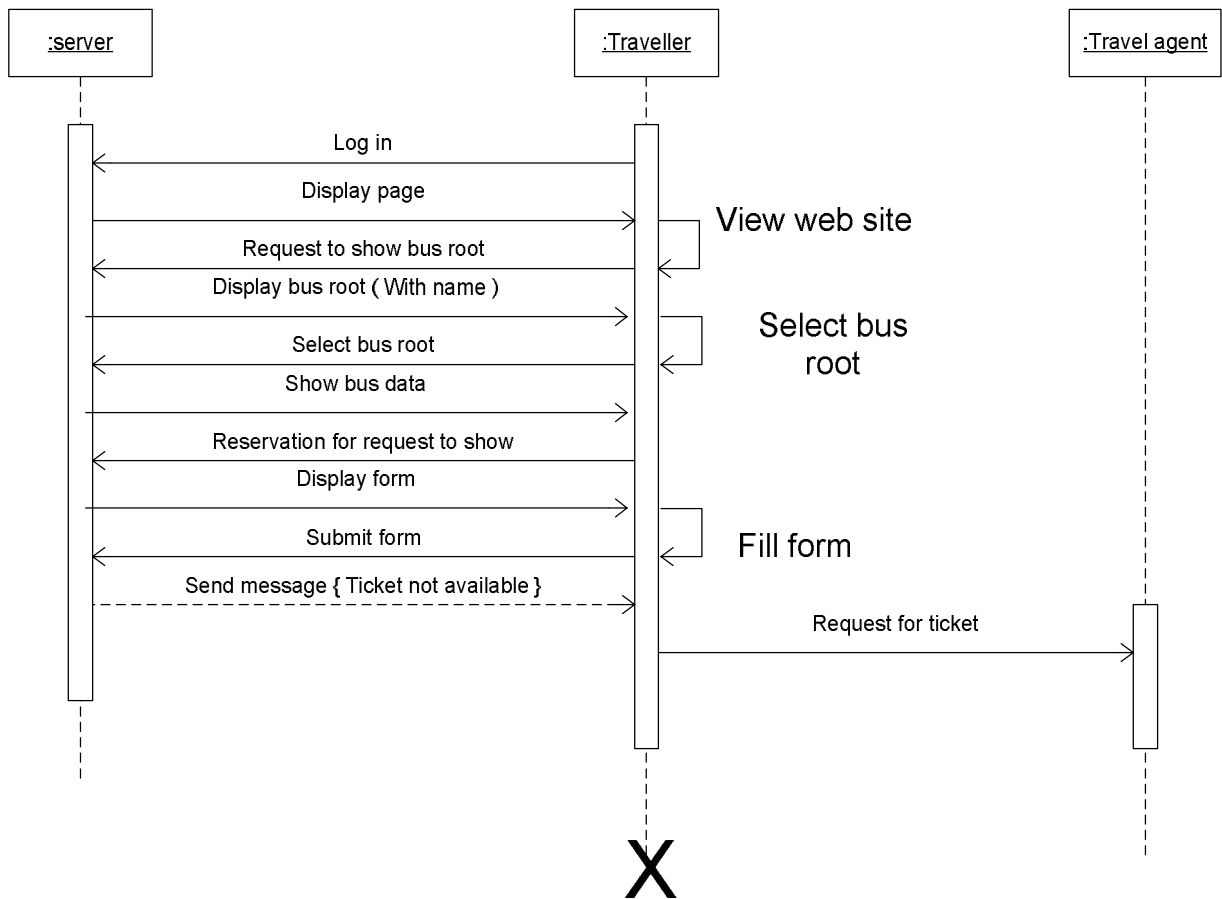 :server
:Traveller
:Travel agent
Log in
Display page
View web site
Request to show bus root
Display bus root ( With name )
Select bus
root
Select bus root
Show bus data
Reservation for request to show
Display form
Submit form
Fill form
Send message { Ticket not available }
Request for ticket
X